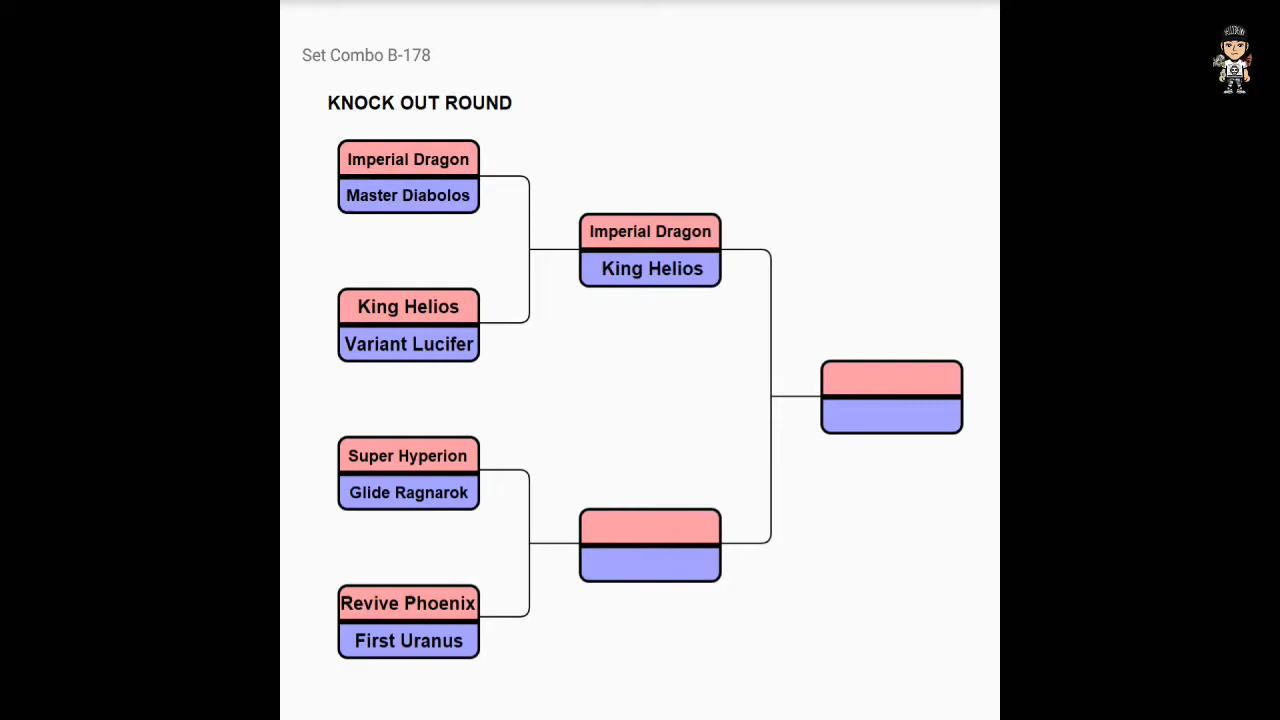 Set Combo B-178
KNOCK OUT ROUND
Imperial Dragon
Master Diabolos
King Helios
Variant Lucifer
Super Hyperion
Glide Ragnarok
Revive Phoenix
First Uranus
Imperial Dragon
King Helios